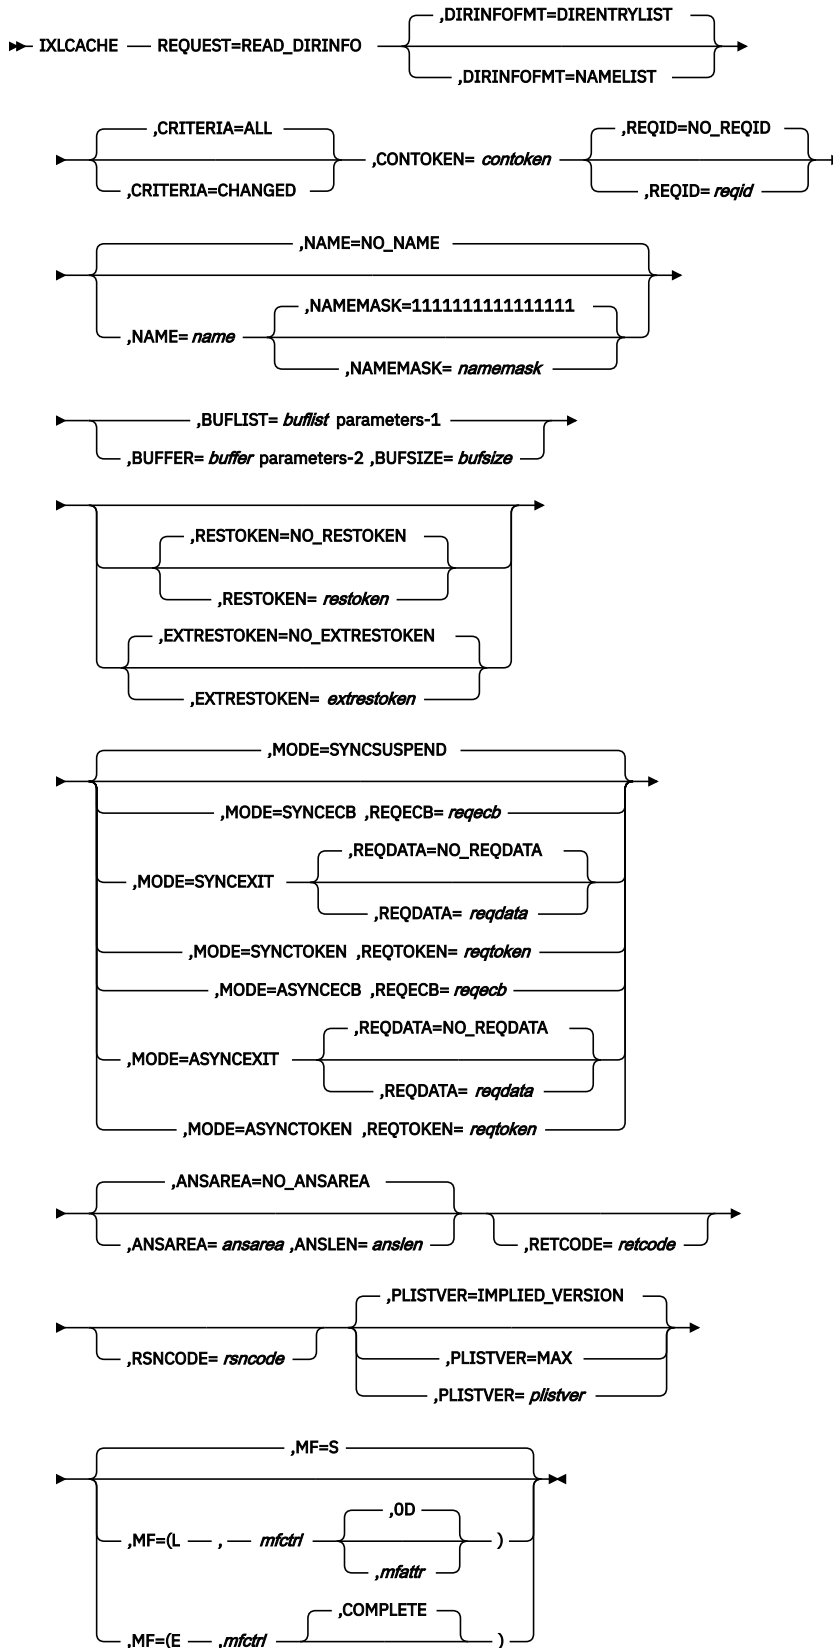 ,DIRINFOFMT=DIRENTRYLIST
IXLCACHE REQUEST=READ_DIRINFO
,DIRINFOFMT=NAMELIST
,CRITERIA=ALL ,REQID=NO_REQID
,CONTOKEN= contoken
,CRITERIA=CHANGED ,REQID= reqid
,NAME=NO_NAME
,NAMEMASK=1111111111111111
,NAME= name
,NAMEMASK= namemask
,BUFLIST= buflist parameters-1
,BUFFER= buffer parameters-2 ,BUFSIZE= bufsize
,RESTOKEN=NO_RESTOKEN
,RESTOKEN= restoken
,EXTRESTOKEN=NO_EXTRESTOKEN
,EXTRESTOKEN= extrestoken
,MODE=SYNCSUSPEND
,MODE=SYNCECB ,REQECB= reqecb
,REQDATA=NO_REQDATA
,MODE=SYNCEXIT
,REQDATA= reqdata
,MODE=SYNCTOKEN ,REQTOKEN= reqtoken
,MODE=ASYNCECB ,REQECB= reqecb
,REQDATA=NO_REQDATA
,MODE=ASYNCEXIT
,REQDATA= reqdata
,MODE=ASYNCTOKEN ,REQTOKEN= reqtoken
,ANSAREA=NO_ANSAREA
,ANSAREA= ansarea ,ANSLEN= anslen ,RETCODE= retcode
,PLISTVER=IMPLIED_VERSION
,RSNCODE= rsncode ,PLISTVER=MAX
,PLISTVER= plistver
,MF=S
,0D
,MF=(L , mfctrl )
,mfattr
,COMPLETE
,MF=(E ,mfctrl )